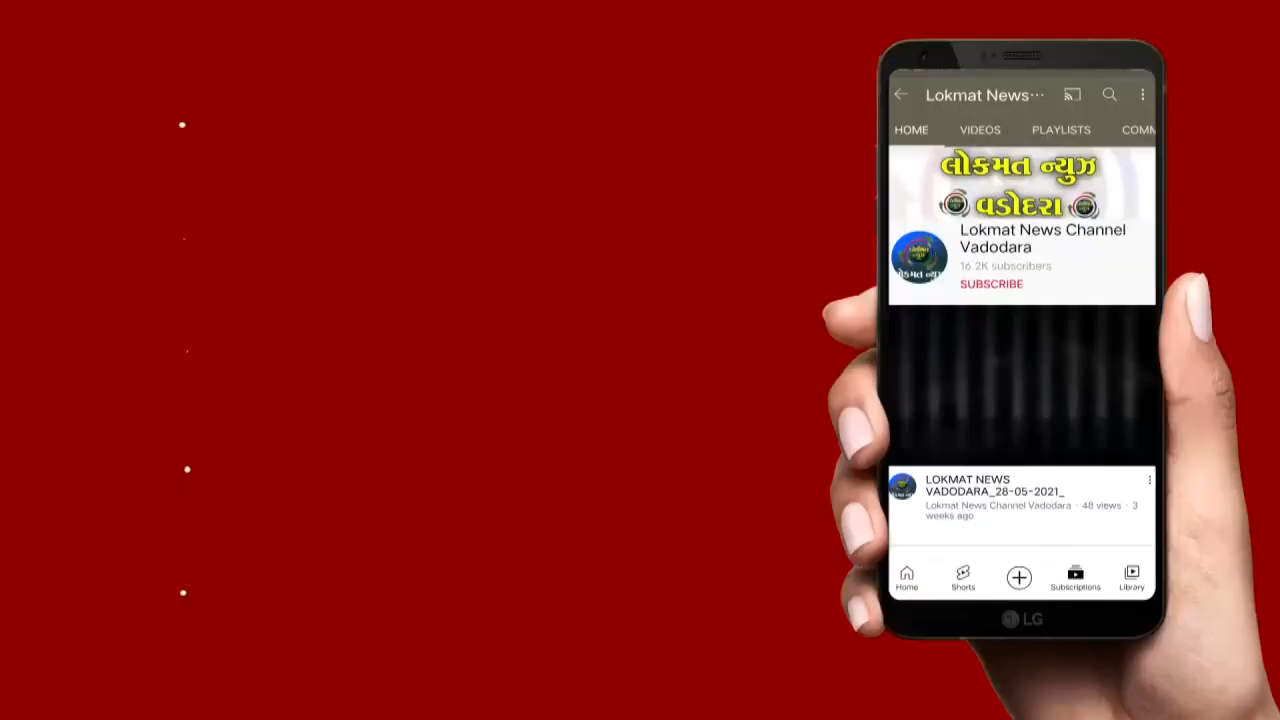 Lokmat News...
HOME VIDEOS PLAYLISTS COMM
લોકમત ન્યુઝ
વડોદરા
Lokmat News Channel
Vadodara
16.2K subscribers
SUBSCRIBE
LOKMAT NEWS
VADODARA_28-05-2021_
Lokmat News Channel Vadodara · 48 views · 3
weeks ago
Home Shorts Subscriptions Library
LG